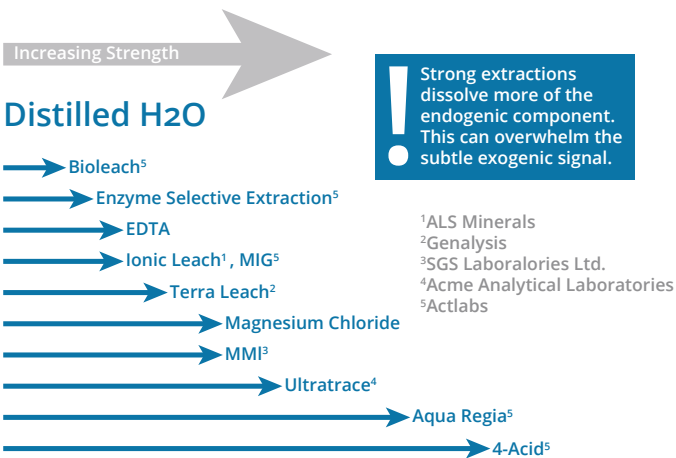 Increasing Strength
Distilled H2O
Strong extractions
dissolve more of the
endogenic component.
This can overwhelm the
subtle exogenic signal.
!
Bioleach⁵
Enzyme Selective Extraction⁵
EDTA
Ionic Leach¹ , MIG⁵
Terra Leach²
Magnesium Chloride
MMl³
Ultratrace⁴
Aqua Regia⁵
4-Acid⁵
¹ALS Minerals
²Genalysis
³SGS Laboralories Ltd.
⁴Acme Analytical Laboratories
⁵Actlabs